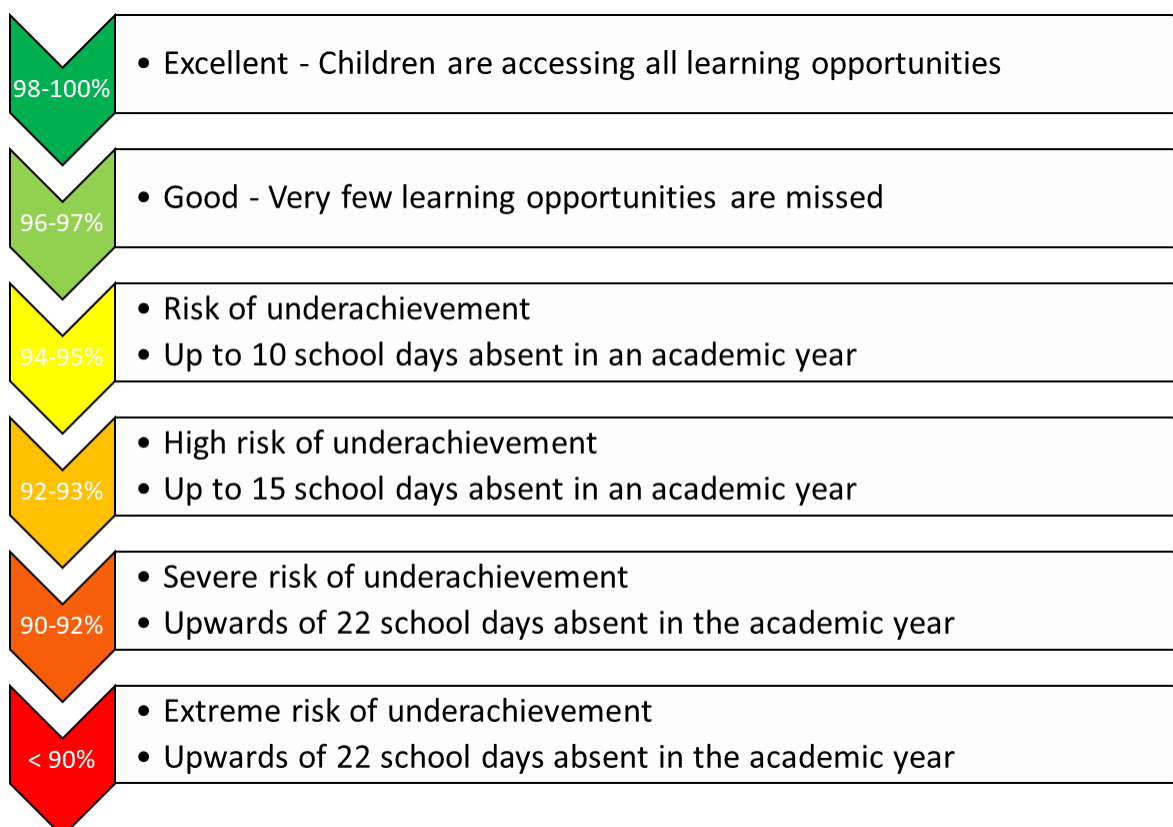 98-100%
• Excellent - Children are accessing all learning opportunities
96-97%
• Good - Very few learning opportunities are missed
94-95%
• Risk of underachievement
• Up to 10 school days absent in an academic year
92-93%
• High risk of underachievement
• Up to 15 school days absent in an academic year
90-92%
• Severe risk of underachievement
• Upwards of 22 school days absent in the academic year
< 90%
• Extreme risk of underachievement
• Upwards of 22 school days absent in the academic year